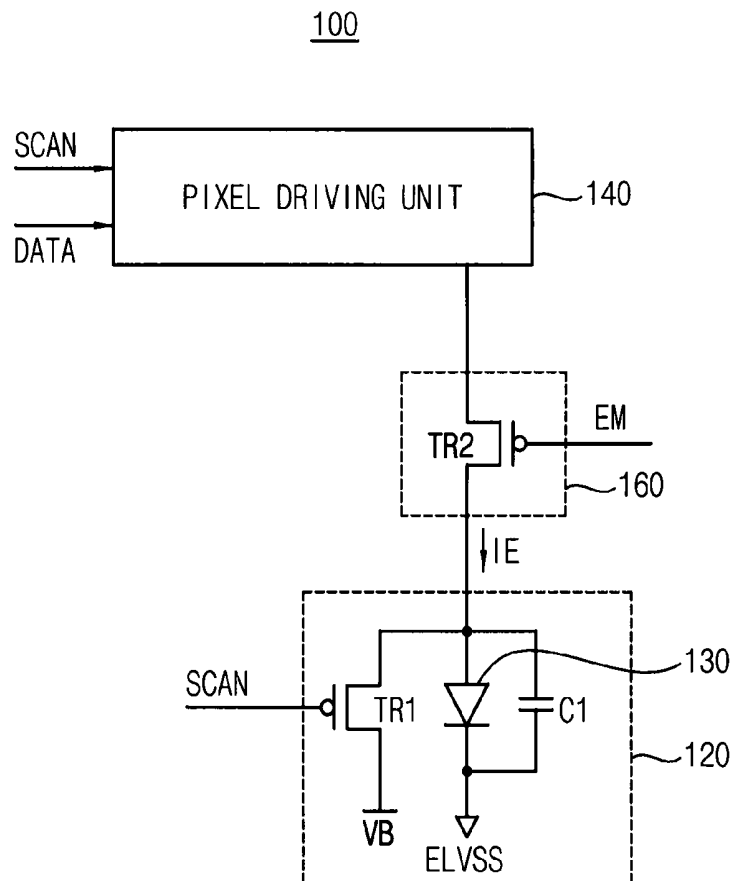 100
SCAN
PIXEL DRIVING UNIT
140
DATA
EM
TR2
160
IE
130
SCAN
TR1
C1
120
VB
ELVSS